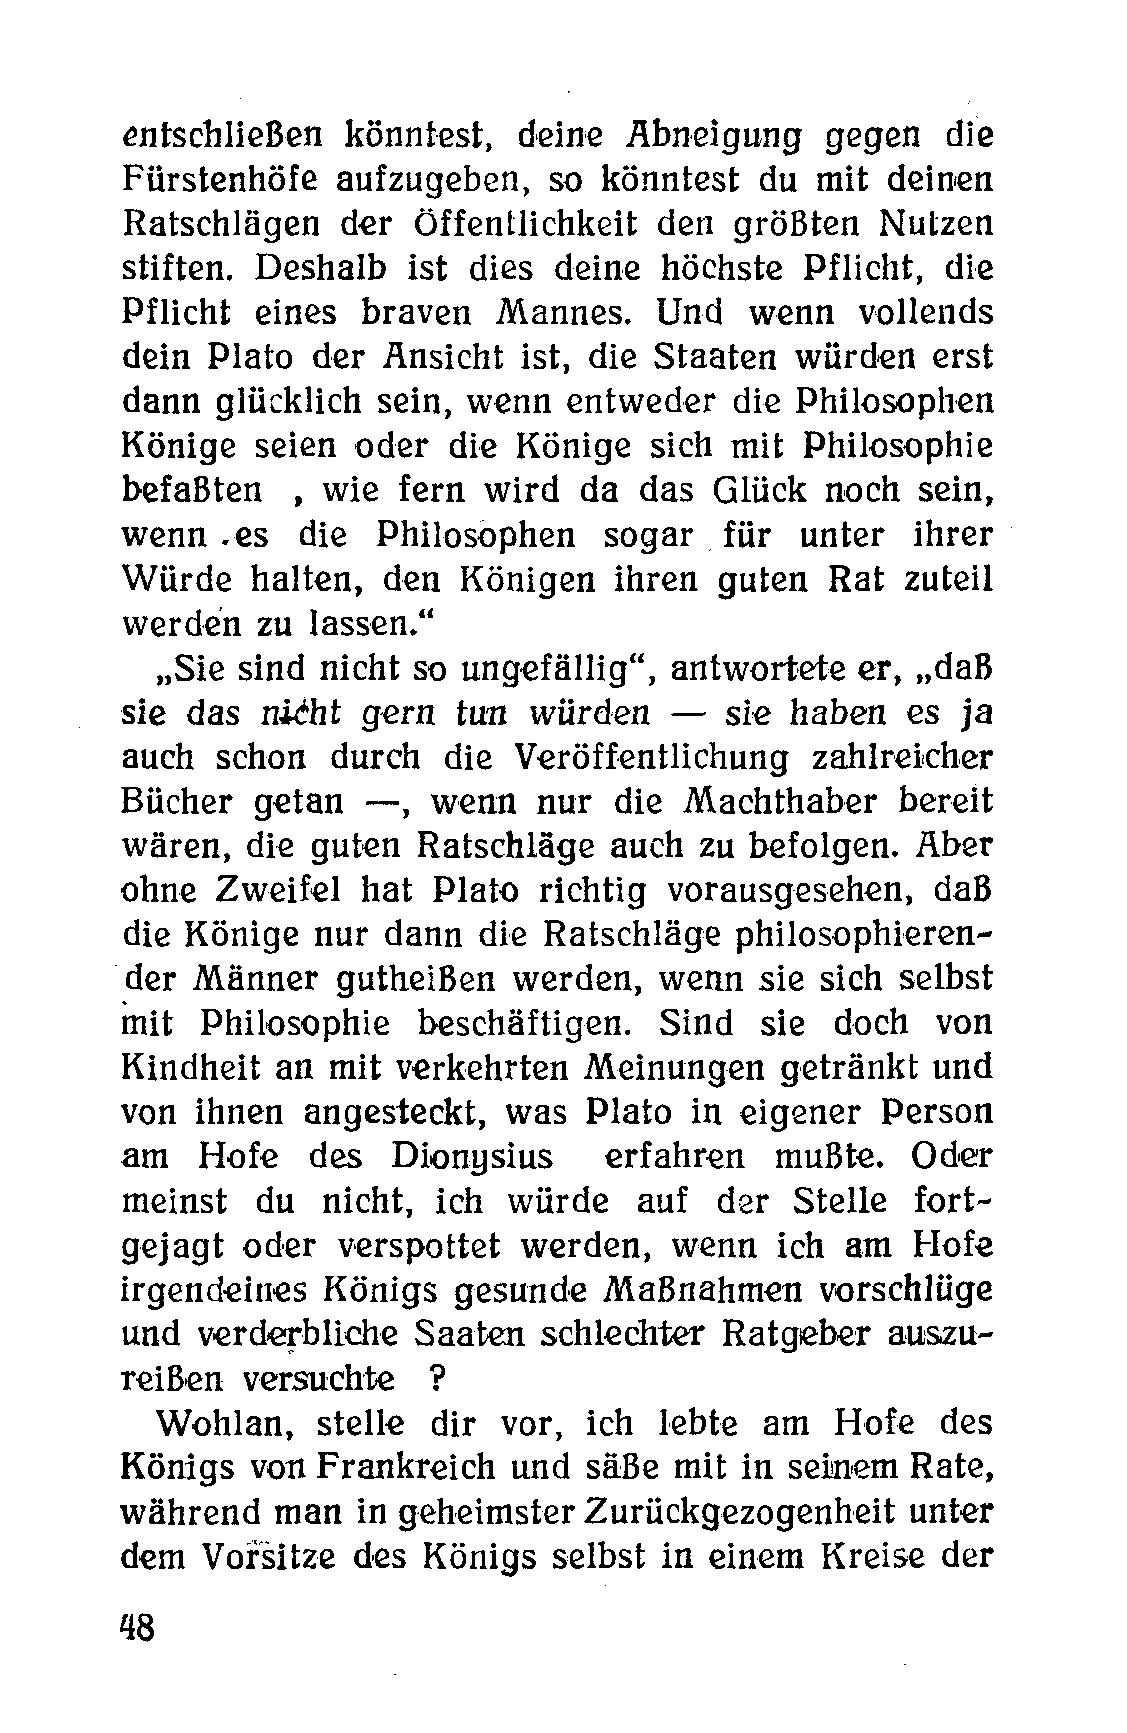 entschließen könntest, deine Abneigung gegen die
Fürstenhöfe aufzugeben, so könntest du mit deinen
Ratschlägen der Öffentlichkeit den größten Nutzen
stiften. Deshalb ist dies deine höchste Pflicht, die
Pflicht eines braven Mannes. Und wenn vollends
dein Plato der Ansicht ist, die Staaten würden erst
dann glücklich sein, wenn entweder die Philosophen
Könige seien oder die Könige sich mit Philosophie
befaßten , wie fern wird da das Glück noch sein,
wenn es die Philosophen sogar für unter ihrer
Würde halten, den Königen ihren guten Rat zuteil
werden zu lassen.“
„Sie sind nicht so ungefällig“, antwortete er, „daß
sie das nicht gern tun würden — sie haben es ja
auch schon durch die Veröffentlichung zahlreicher
Bücher getan —, wenn nur die Machthaber bereit
wären, die guten Ratschläge auch zu befolgen. Aber
ohne Zweifel hat Plato richtig vorausgesehen, daß
die Könige nur dann die Ratschläge philosophieren-
der Männer gutheißen werden, wenn sie sich selbst
mit Philosophie beschäftigen. Sind sie doch von
Kindheit an mit verkehrten Meinungen getränkt und
von ihnen angesteckt, was Plato in eigener Person
am Hofe des Dionysius erfahren mußte. Oder
meinst du nicht, ich würde auf der Stelle fort-
gejagt oder verspottet werden, wenn ich am Hofe
irgendeines Königs gesunde Maßnahmen vorschlüge
und verderbliche Saaten schlechter Ratgeber auszu-
reißen versuchte ?
Wohlan, stelle dir vor, ich lebte am Hofe des
Königs von Frankreich und säße mit in seinem Rate,
während man in geheimster Zurückgezogenheit unter
dem Vorsitze des Königs selbst in einem Kreise der
48